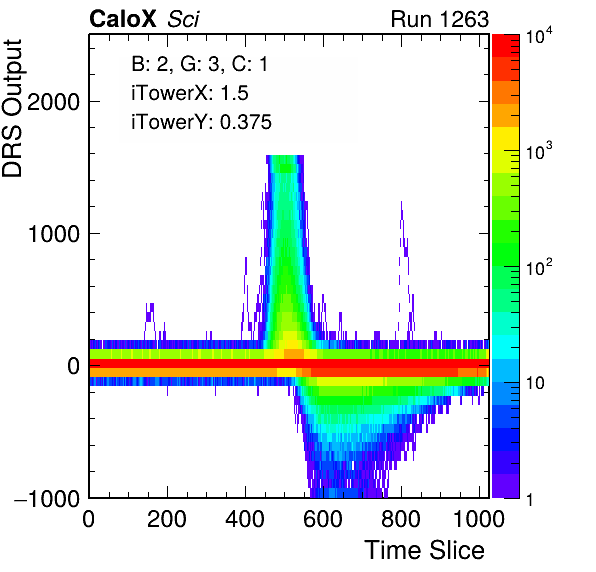 CaloX Sci
Run 1263
DRS Output
B: 2, G: 3, C: 1
iTowerX: 1.5
iTowerY: 0.375
2000
1000
0
−1000
0 200 400 600 800 1000
Time Slice
10⁴
10³
10²
10
1